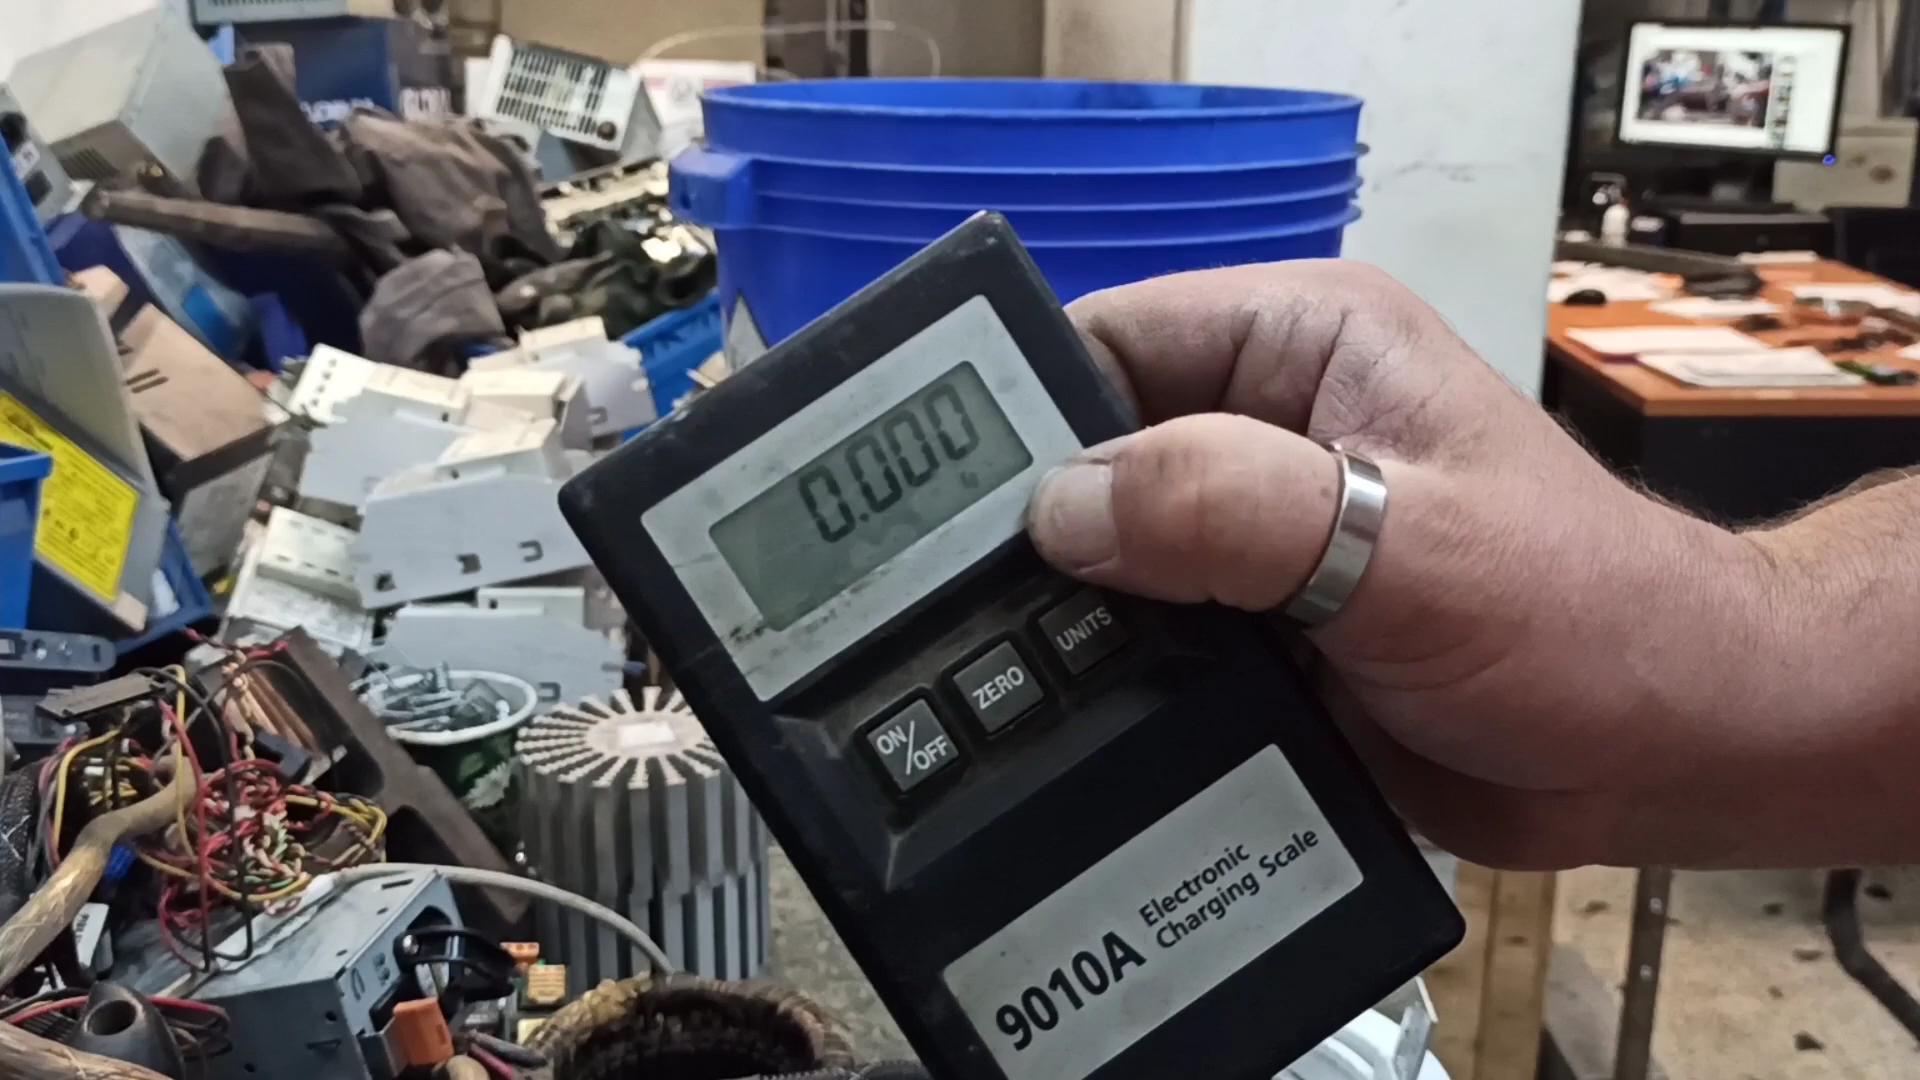 0.000
ON/OFF
ZERO
UNITS
9010A Electronic
Charging Scale